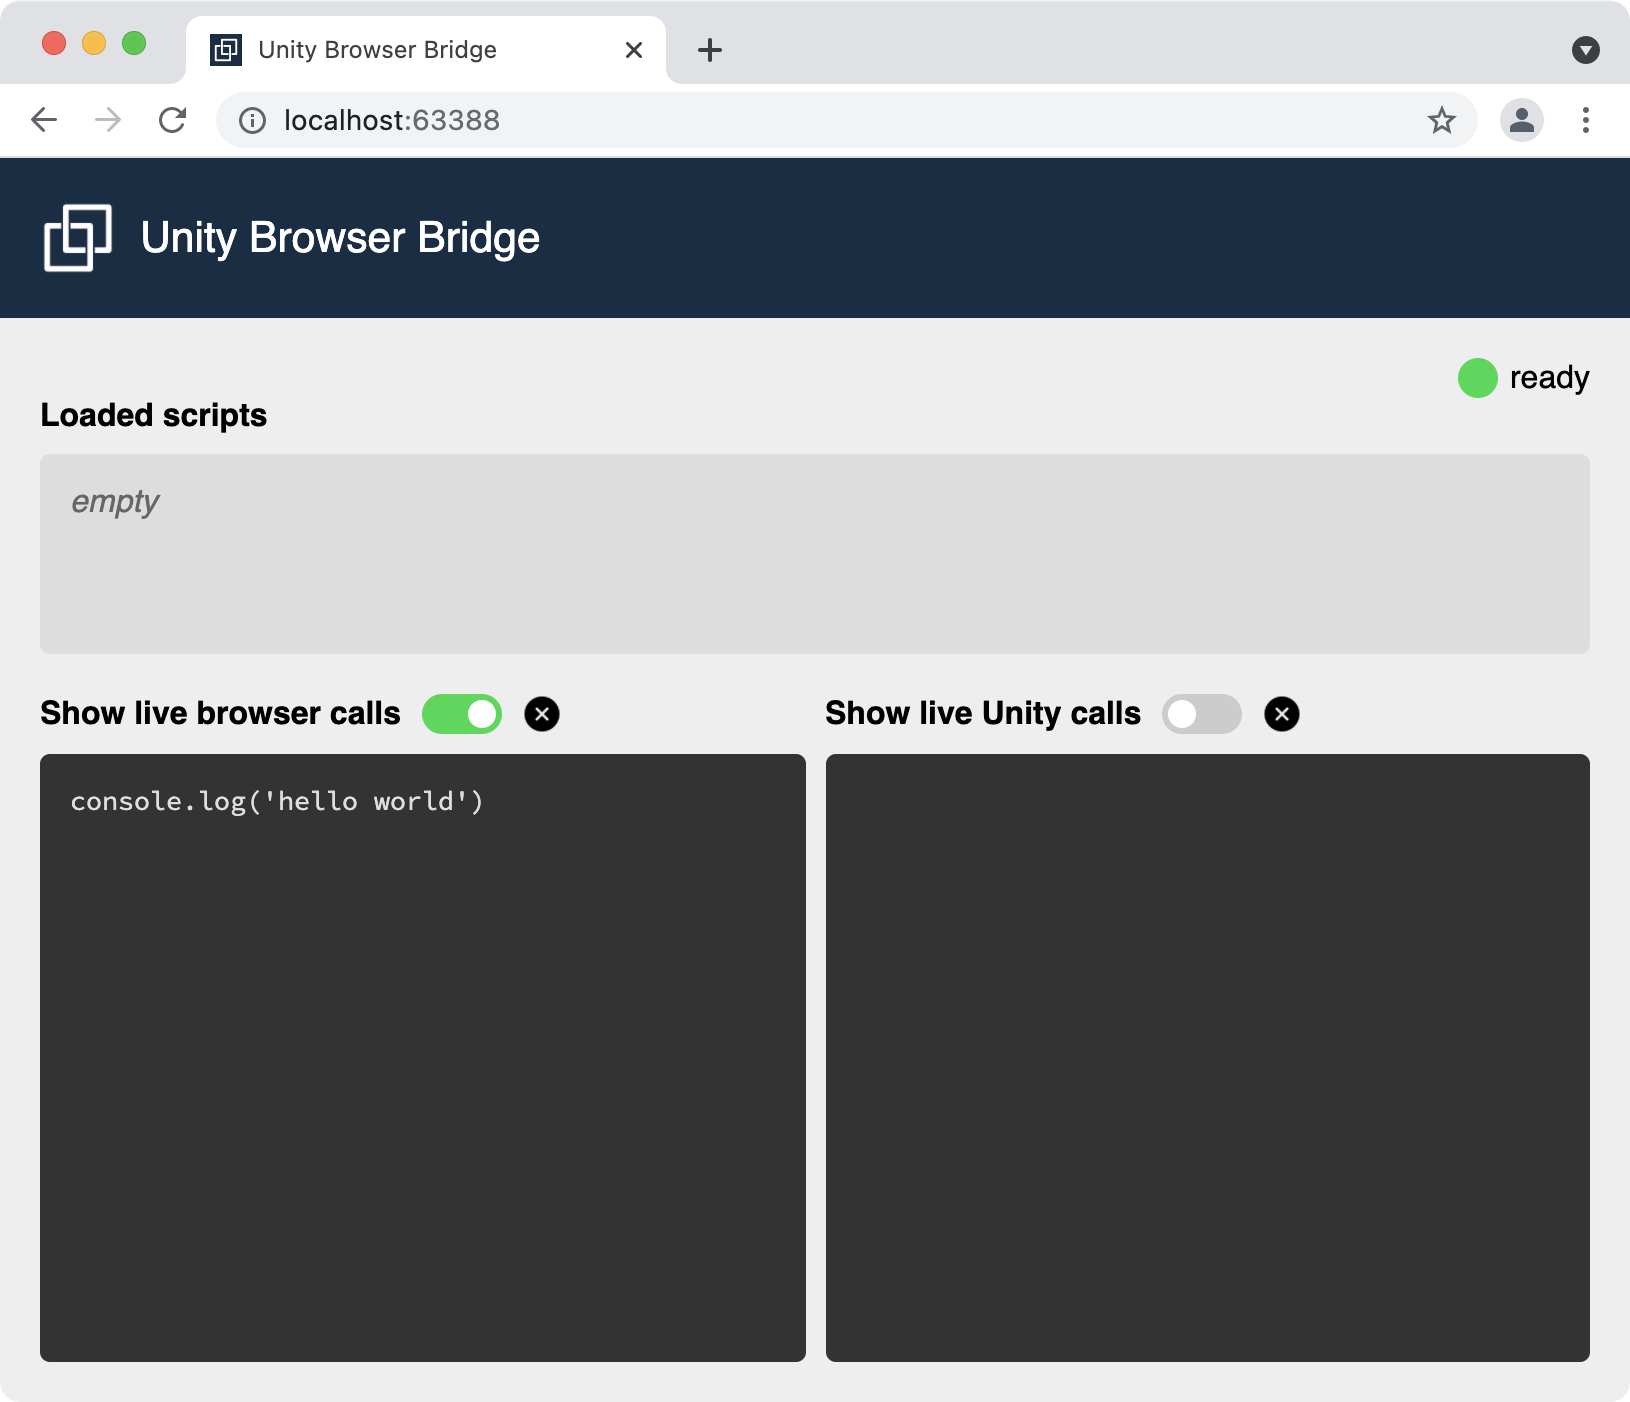 Unity Browser Bridge
localhost:63388
Unity Browser Bridge
ready
Loaded scripts
empty
Show live browser calls
Show live Unity calls
console.log('hello world')